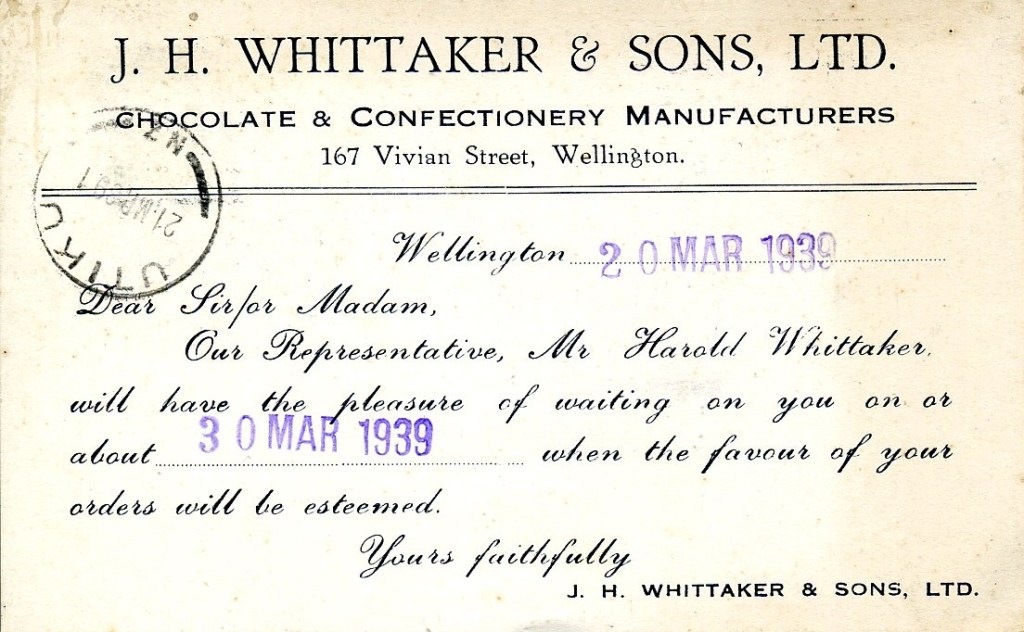 J. H. WHITTAKER & SONS, LTD.
CHOCOLATE & CONFECTIONERY MANUFACTURERS
167 Vivian Street, Wellington.
N.Z.
UTIKU
Wellington 20 MAR 1939
Dear Sir/or Madam,
Our Representative, Mr Harold Whittaker,
will have the pleasure of waiting on you on or
about 30 MAR 1939 when the favour of your
orders will be esteemed.
Yours faithfully
J. H. WHITTAKER & SONS, LTD.